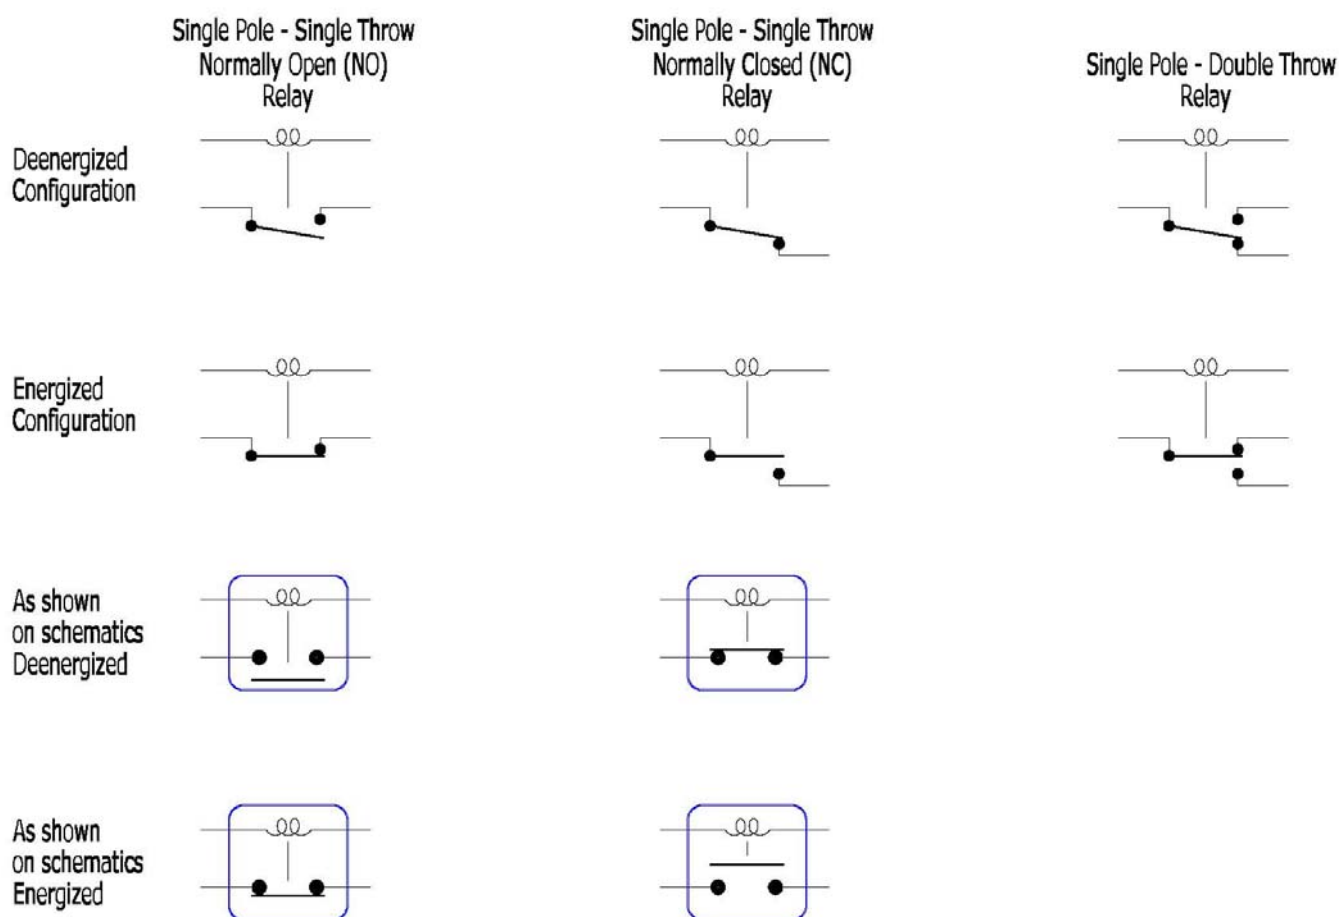 Single Pole - Single Throw
Normally Open (NO)
Relay
Single Pole - Single Throw
Normally Closed (NC)
Relay
Single Pole - Double Throw
Relay
Deenergized
Configuration
Energized
Configuration
As shown
on schematics
Deenergized
As shown
on schematics
Energized